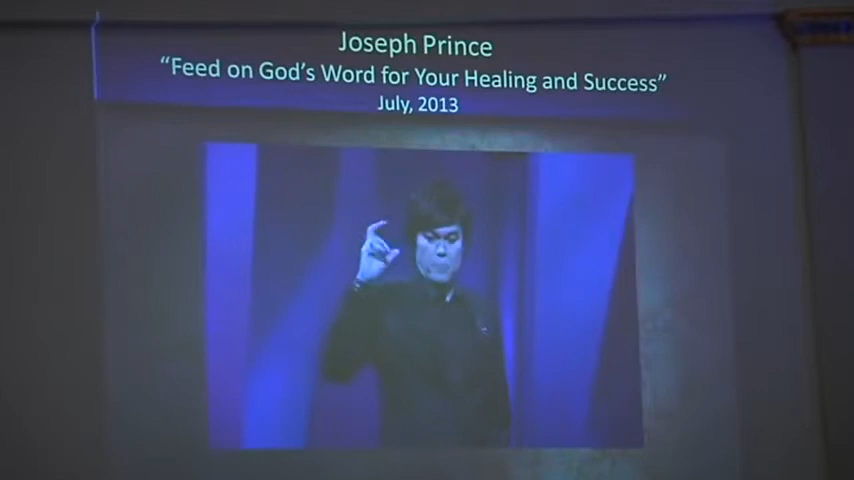 Joseph Prince
“Feed on God’s Word for Your Healing and Success”
July, 2013